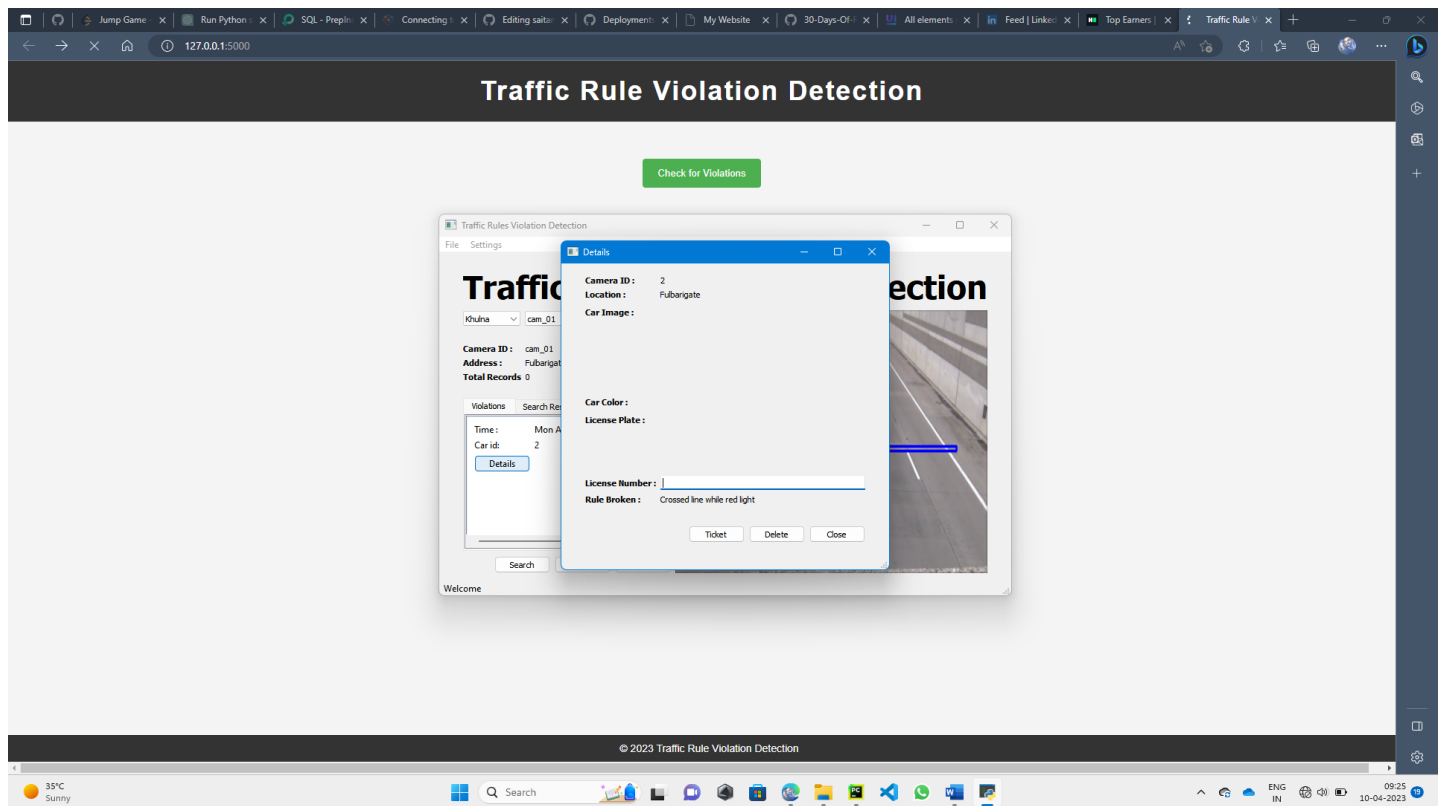 Jump Game
Run Python
SQL - PrepIn
Connecting
Editing saitar
Deployments
My Website
30-Days-Of-
All elements
Feed | Linked
Top Earners |
Traffic Rule V
127.0.0.1:5000
Traffic Rule Violation Detection
Check for Violations
Traffic Rules Violation Detection
File Settings
Details
Traffic
ection
Khulna
cam_01
Camera ID : cam_01
Address : Fulbarigat
Total Records 0
Violations Search Res
Time : Mon A
Car id: 2
Details
Search
Welcome
Camera ID : 2
Location : Fulbarigate
Car Image :
Car Color :
License Plate :
License Number :
Rule Broken : Crossed line while red light
Ticket Delete Close
© 2023 Traffic Rule Violation Detection
35°C
Sunny
Search
ENG
IN
09:25
10-04-2023
19